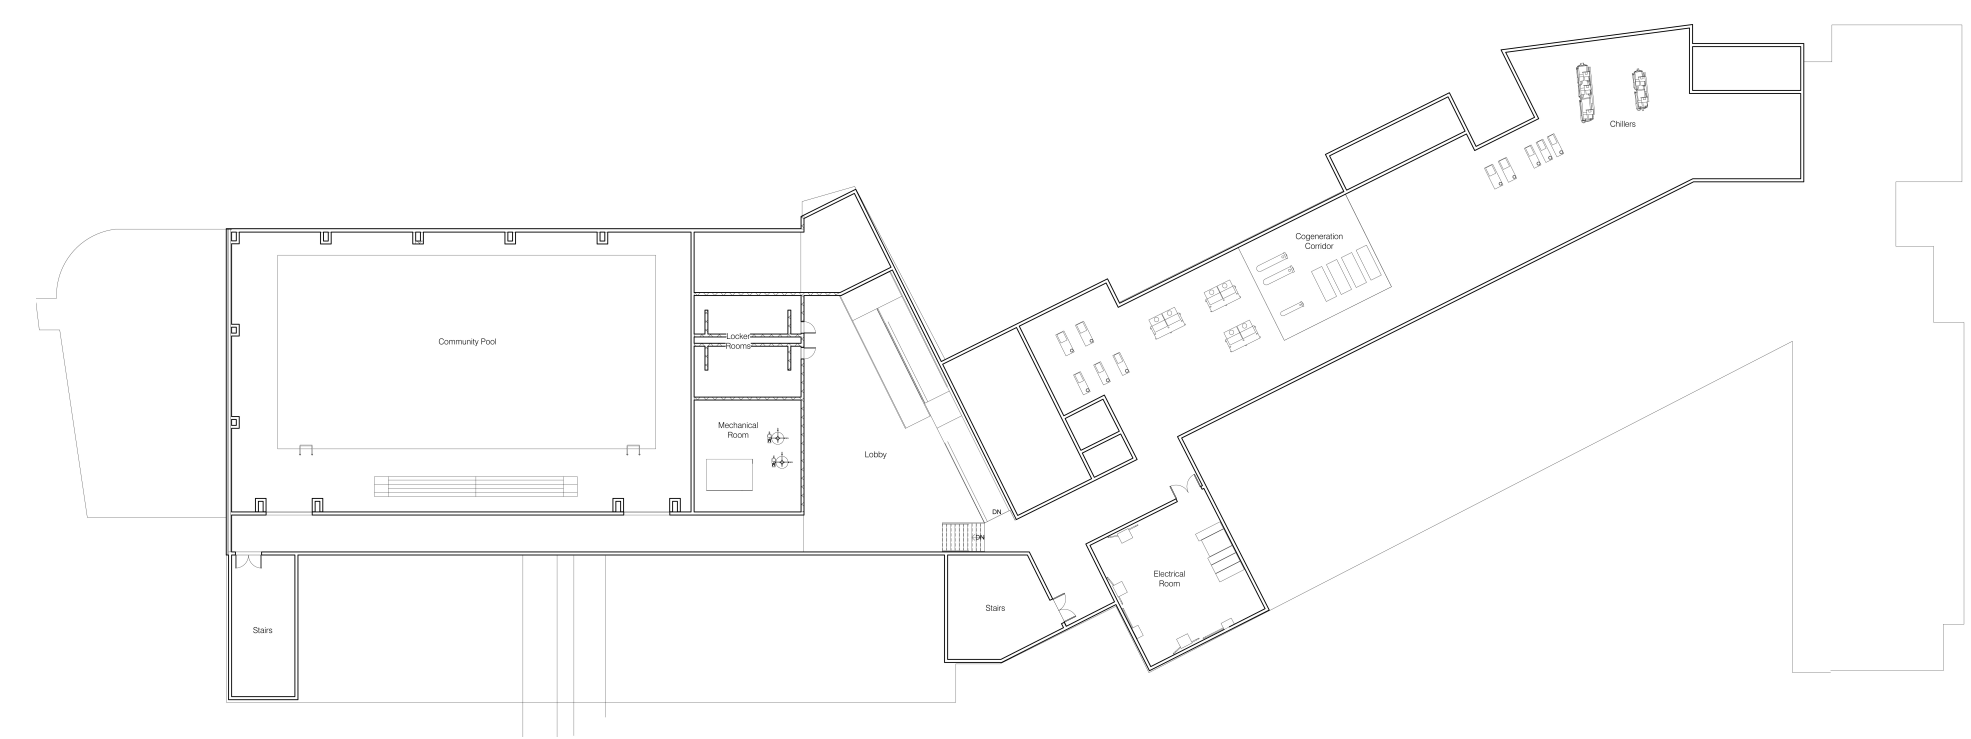 Chillers
Cogeneration
Corridor
Community Pool
Locker
Rooms
Mechanical
Room
Lobby
DN
DN
Electrical
Room
Stairs
Stairs